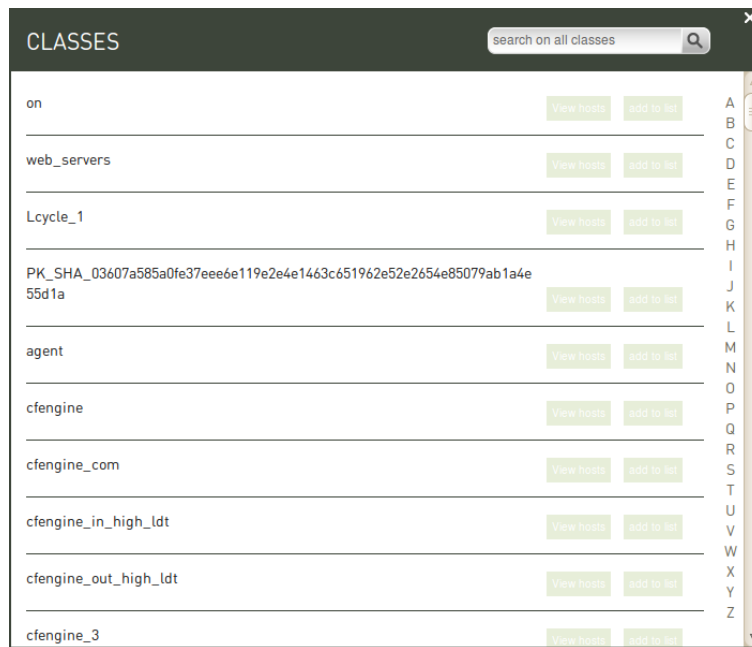 CLASSES
search on all classes
on
View hosts add to list
web_servers
View hosts add to list
Lcycle_1
View hosts add to list
PK_SHA_03607a585a0fe37eee6e119e2e4e1463c651962e52e2654e85079ab1a4e
55d1a
View hosts add to list
agent
View hosts add to list
cfengine
View hosts add to list
cfengine_com
View hosts add to list
cfengine_in_high_ldt
View hosts add to list
cfengine_out_high_ldt
View hosts add to list
cfengine_3
View hosts add to list
A
B
C
D
E
F
G
H
I
J
K
L
M
N
O
P
Q
R
S
T
U
V
W
X
Y
Z